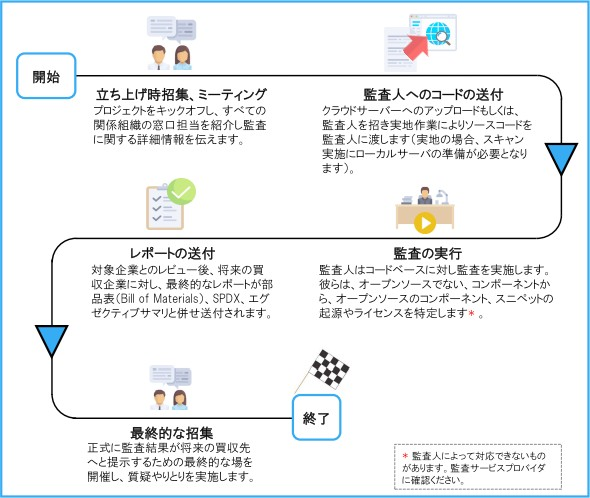 開始
立ち上げ時招集、ミーティング
プロジェクトをキックオフし、すべての
関係組織の窓口担当を紹介し監査
に関する詳細情報を伝えます。
監査人へのコードの送付
クラウドサーバーへのアップロードもしくは、
監査人を招き実地作業によりソースコードを
監査人に渡します(実地の場合、スキャン
実施にローカルサーバの準備が必要となり
ます)。
監査の実行
監査人はコードベースに対し監査を実施します。
彼らは、オープンソースでない、コンポーネントか
ら、オープンソースのコンポーネント、スニペットの
起源やライセンスを特定します* 。
レポートの送付
対象企業とのレビュー後、将来の買
収企業に対し、最終的なレポートが部
品表(Bill of Materials)、SPDX、エグ
ゼクティブサマリと併せ送付されます。
最終的な招集
正式に監査結果が将来の買収先
へと提示するための最終的な場を
開催し、質疑やりとりを実施します。
終了
* 監査人によって対応できないもの
があります。監査サービスプロバイダ
に確認ください。